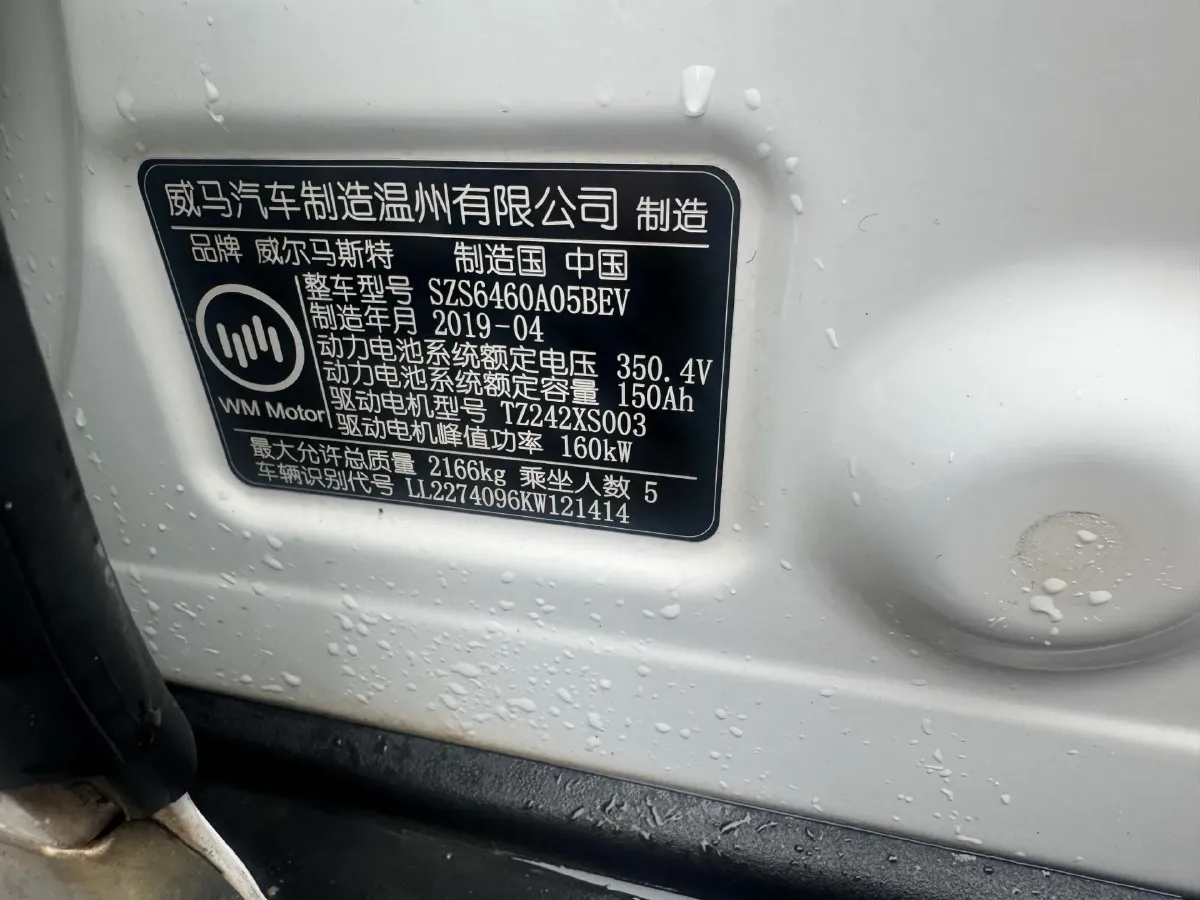 威马汽车制造温州有限公司 制造
品牌 威尔马斯特 制造国 中国
整车型号 SZS6460A05BEV
制造年月 2019-04
动力电池系统额定电压 350.4V
动力电池系统额定容量 150Ah
驱动电机型号 TZ242XS003
驱动电机峰值功率 160kW
WM Motor
最大允许总质量 2166kg 乘坐人数 5
车辆识别代号 LL2274096KW121414